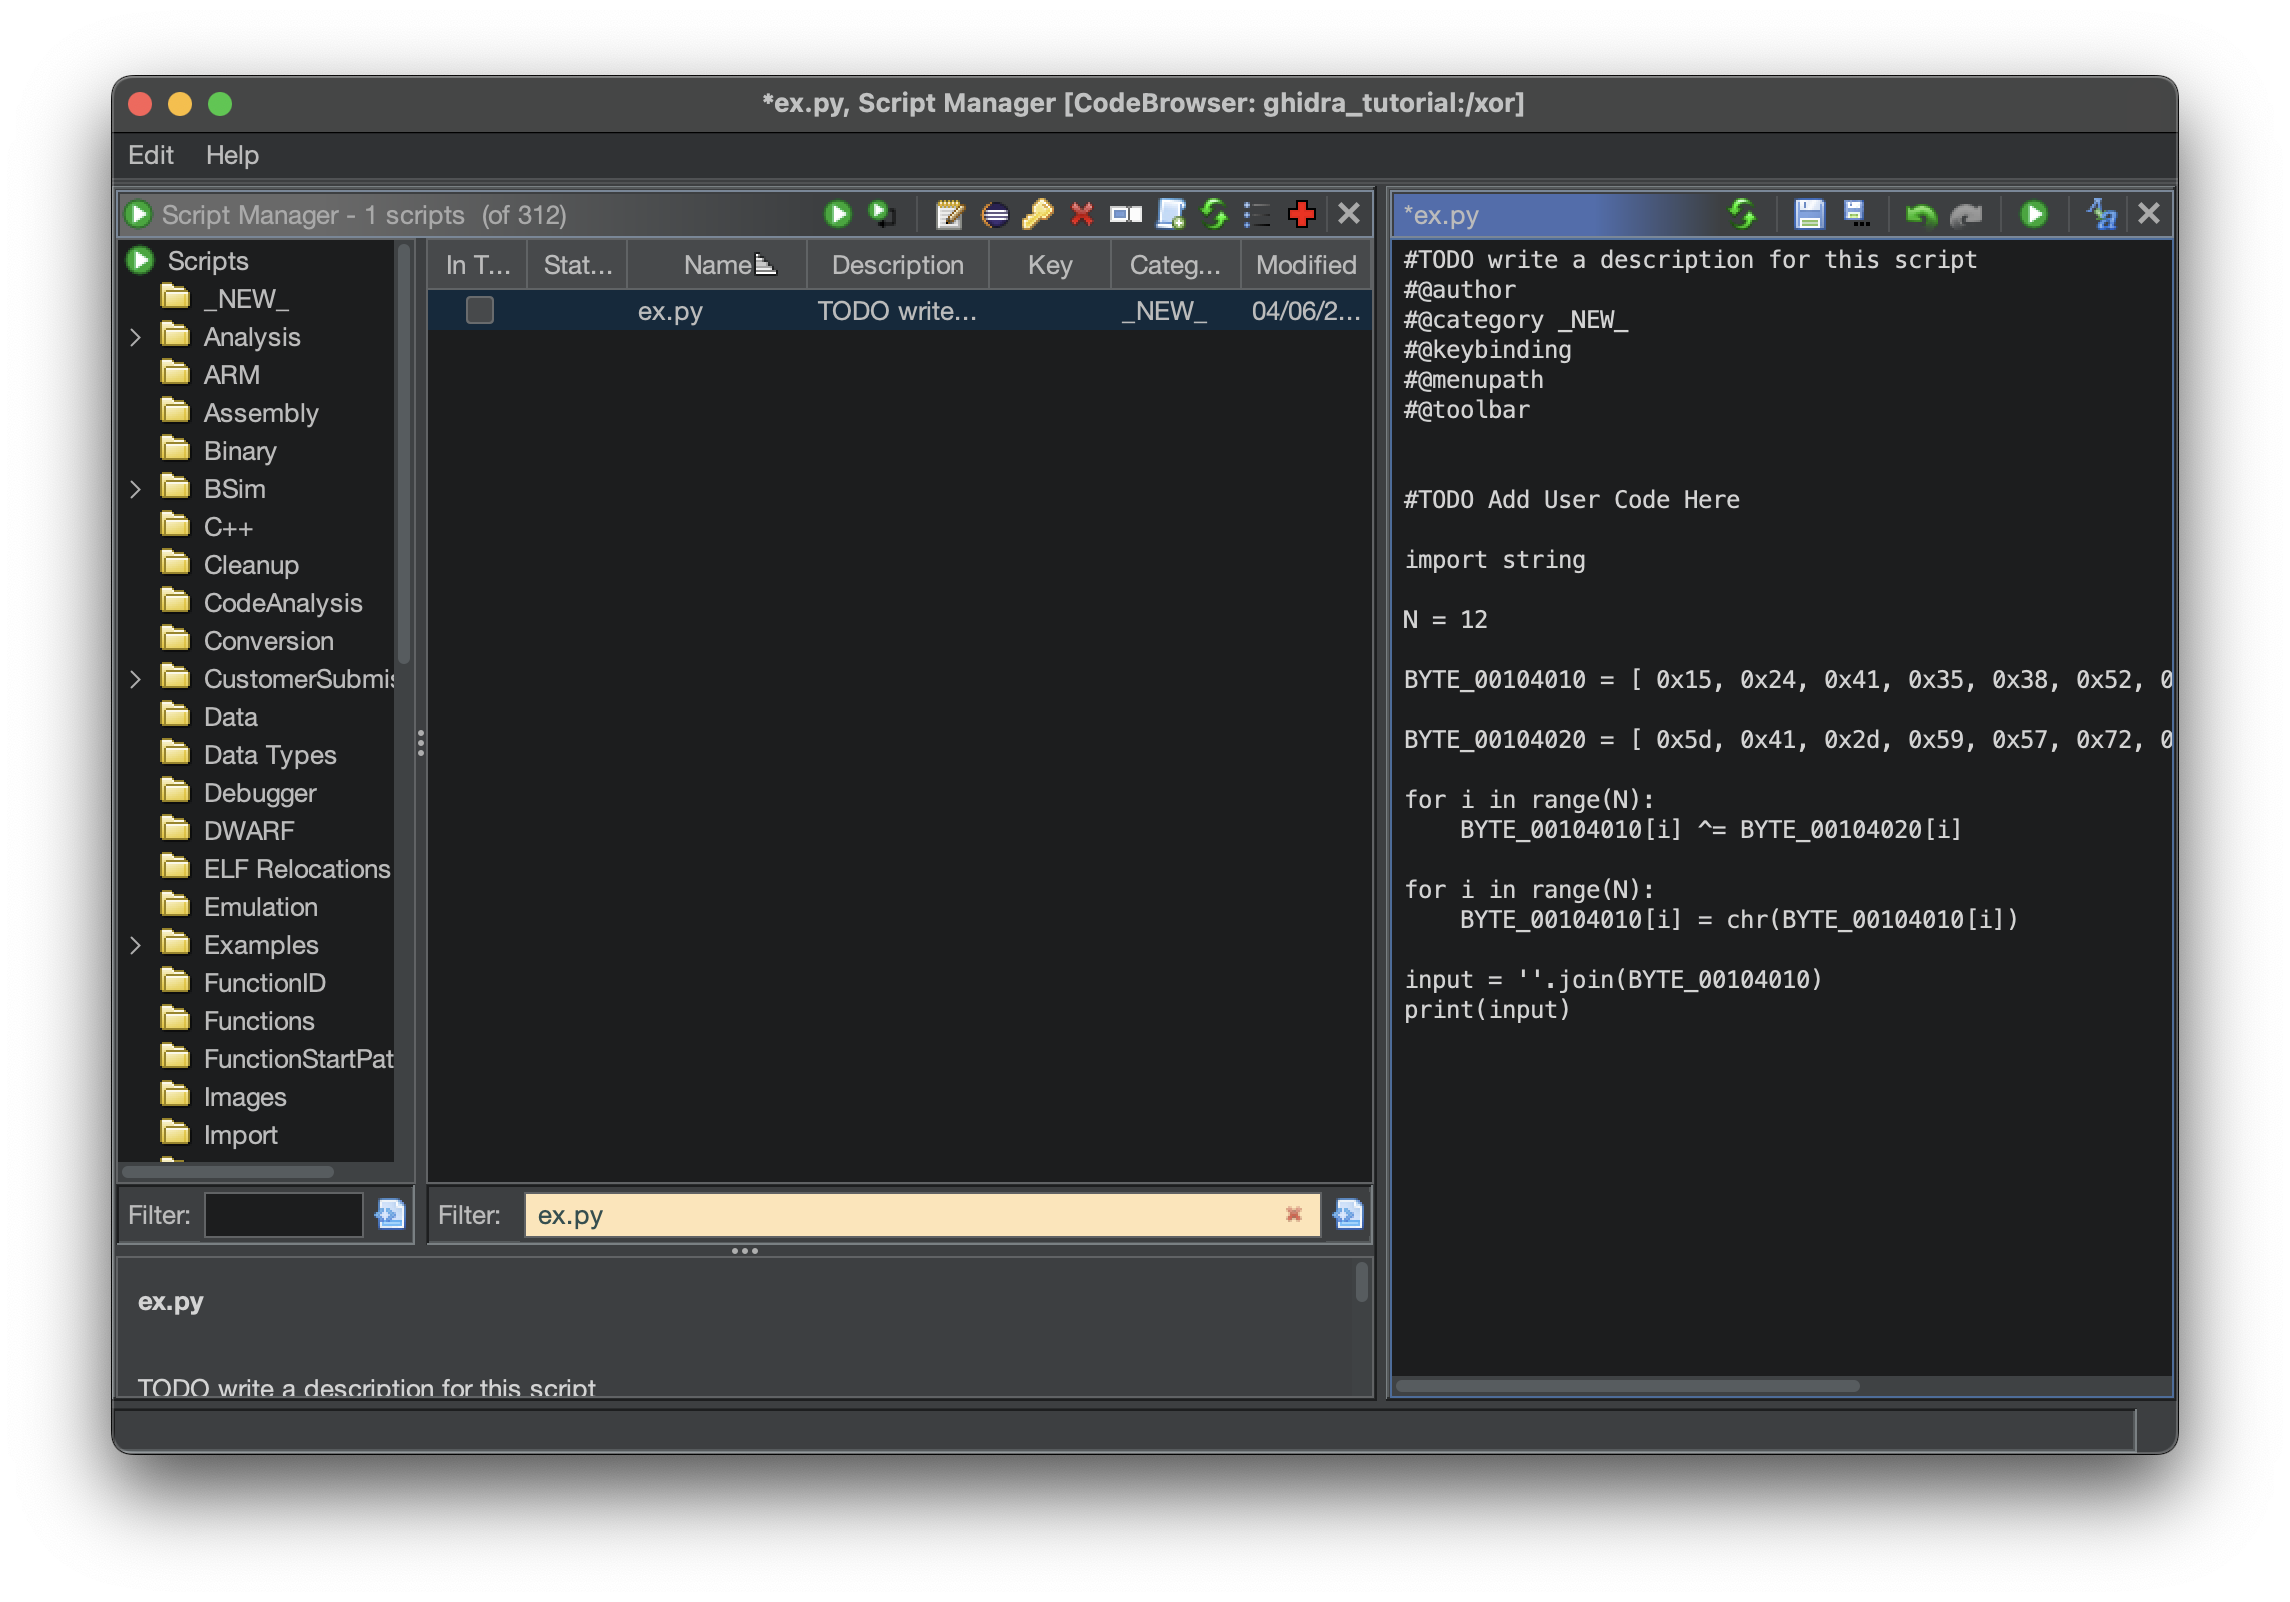 *ex.py, Script Manager [CodeBrowser: ghidra_tutorial:/xor]
Edit Help
Script Manager - 1 scripts (of 312)
Scripts
_NEW_
Analysis
ARM
Assembly
Binary
BSim
C++
Cleanup
CodeAnalysis
Conversion
CustomerSubmis
Data
Data Types
Debugger
DWARF
ELF Relocations
Emulation
Examples
FunctionID
Functions
FunctionStartPat
Images
Import
Filter:
In T... Stat... Name Description Key Categ... Modified
ex.py TODO write... _NEW_ 04/06/2...
Filter: ex.py
ex.py
TODO write a description for this script
*ex.py
#TODO write a description for this script
#@author
#@category _NEW_
#@keybinding
#@menupath
#@toolbar
#TODO Add User Code Here
import string
N = 12
BYTE_00104010 = [ 0x15, 0x24, 0x41, 0x35, 0x38, 0x52, 0
BYTE_00104020 = [ 0x5d, 0x41, 0x2d, 0x59, 0x57, 0x72, 0
for i in range(N):
    BYTE_00104010[i] ^= BYTE_00104020[i]
for i in range(N):
    BYTE_00104010[i] = chr(BYTE_00104010[i])
input = ''.join(BYTE_00104010)
print(input)